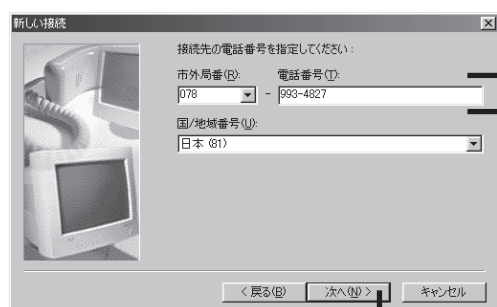 新しい接続
接続先の電話番号を指定してください:
市外局番(R): 電話番号(T):
078 - 993-4827
国/地域番号(U):
日本 (81)
< 戻る(B) 次へ(N) > キャンセル